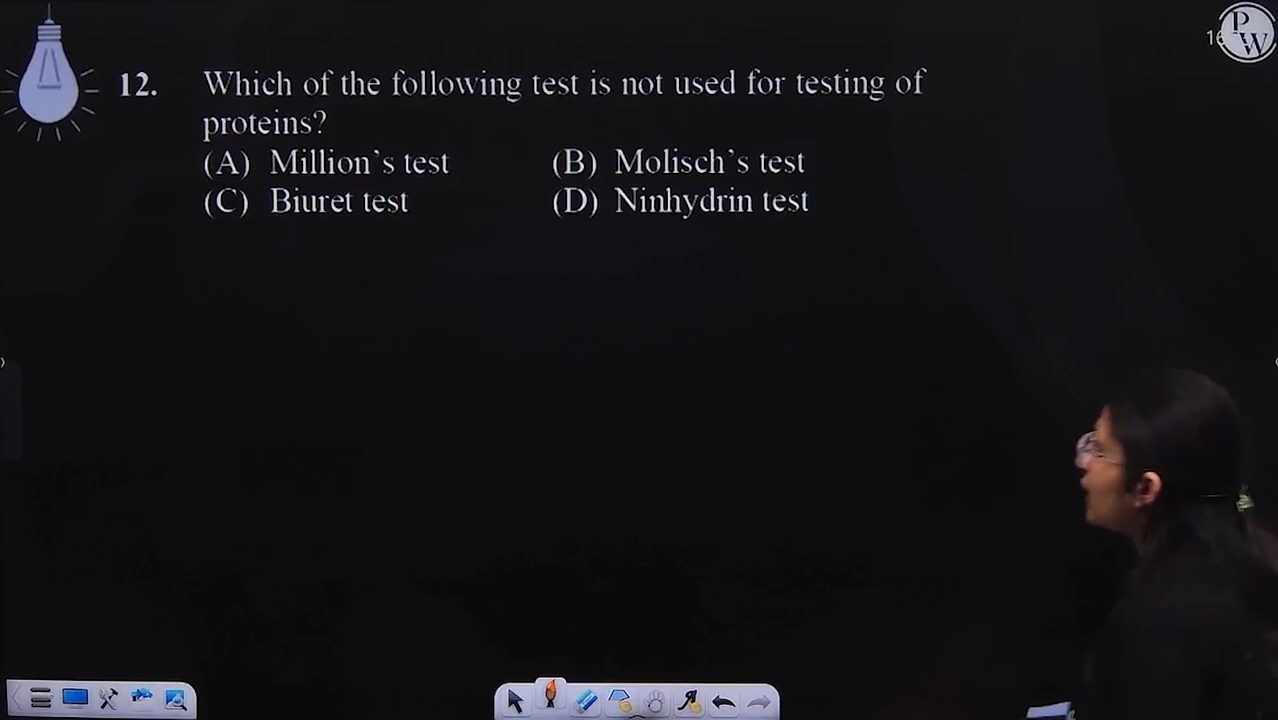 12. Which of the following test is not used for testing of
proteins?
(A) Million's test (B) Molisch's test
(C) Biuret test (D) Ninhydrin test
PW